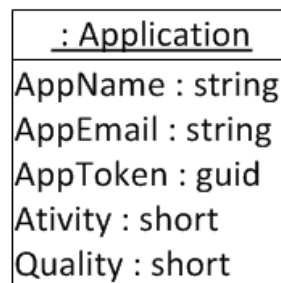 : Application
AppName : string
AppEmail : string
AppToken : guid
Ativity : short
Quality : short